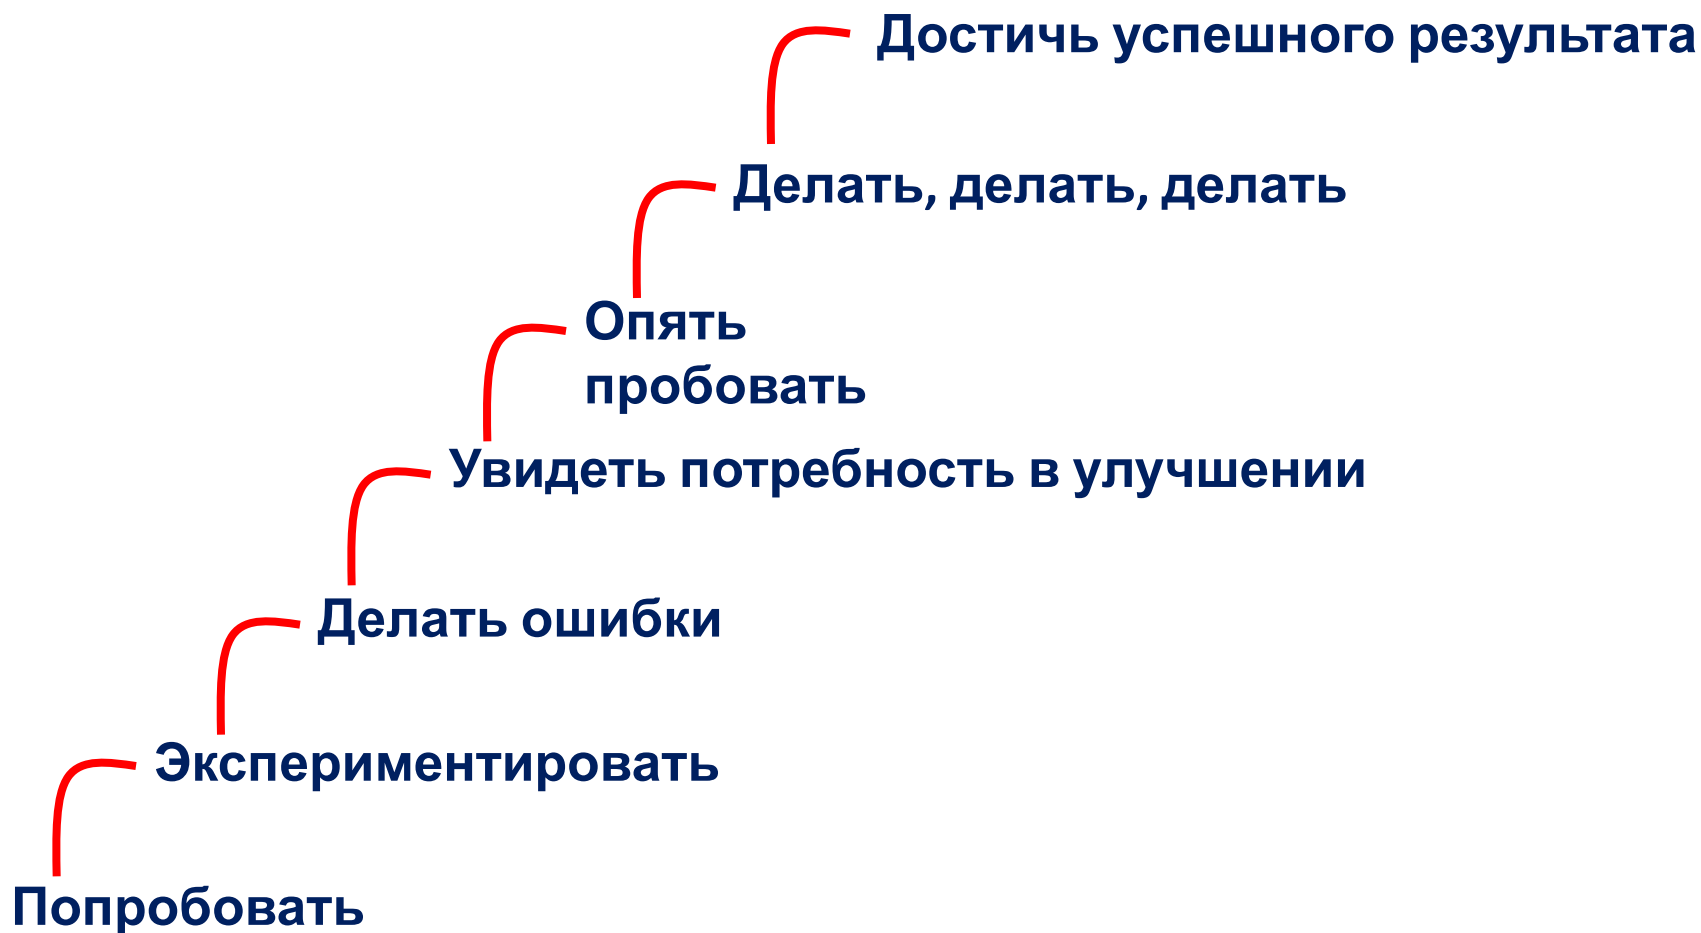 Достичь успешного результата
Делать, делать, делать
Опять
пробовать
Увидеть потребность в улучшении
Делать ошибки
Экспериментировать
Попробовать